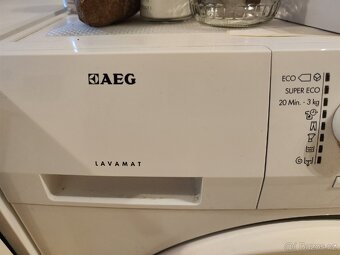 AEG
ECO
SUPER ECO
20 Min. - 3 kg
LAVAMAT